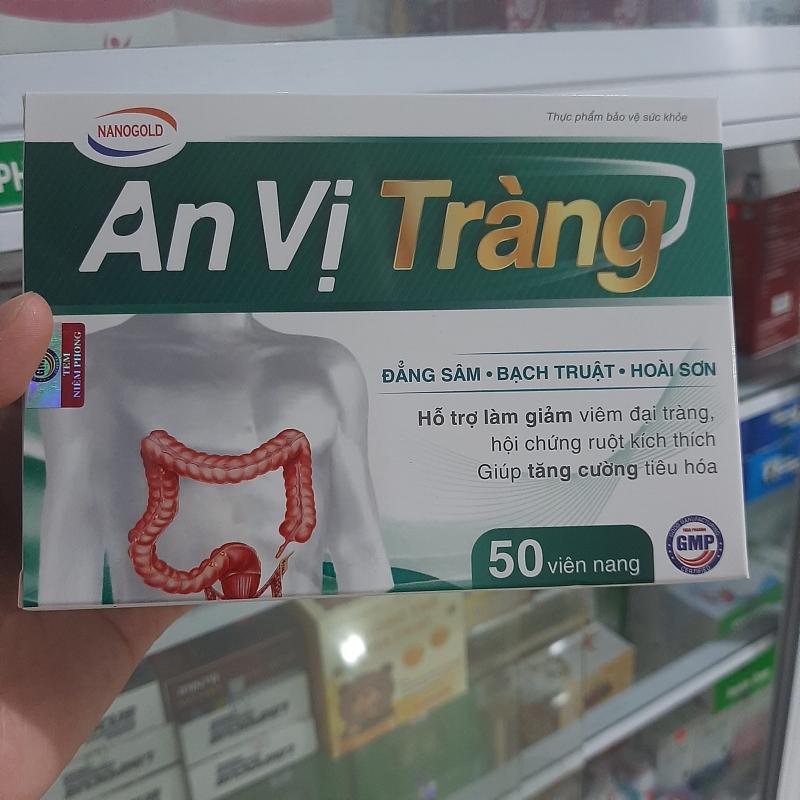 NANOGOLD
Thực phẩm bảo vệ sức khỏe
An Vị Tràng
TEM
NIÊM PHONG
ĐẲNG SÂM • BẠCH TRUẬT • HOÀI SƠN
Hỗ trợ làm giảm viêm đại tràng,
hội chứng ruột kích thích
Giúp tăng cường tiêu hóa
50 viên nang
GMP
CERTIFIED
PH